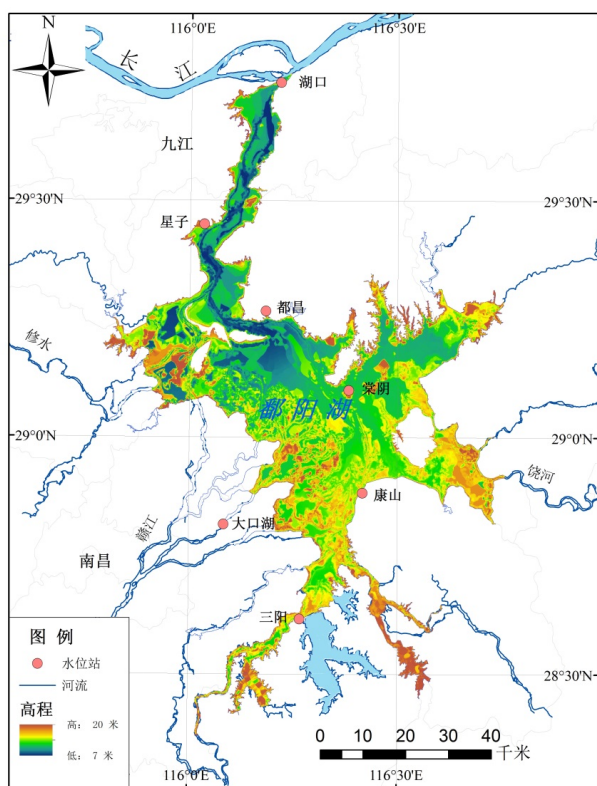 116°0'E
116°30'E
N
长江
湖口
九江
29°30'N
29°30'N
星子
都昌
修水
棠阴
鄱阳湖
29°0'N
29°0'N
康山
饶河
赣江
大口湖
南昌
三阳
图 例
水位站
河流
高程
高: 20 米
低: 7 米
28°30'N
0 10 20 30 40
千米
116°0'E
116°30'E